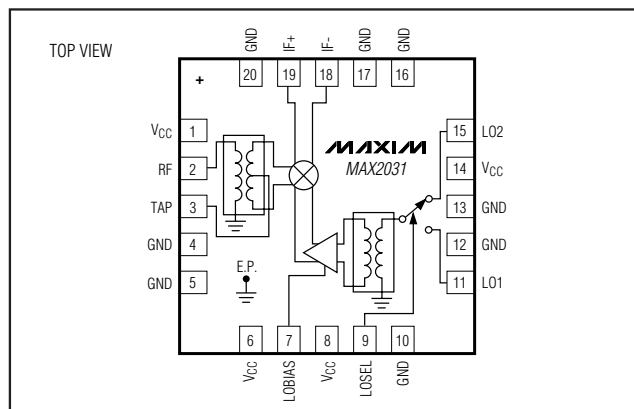 TOP VIEW
GND
IF+
IF-
GND
GND
20
19
18
17
16
+
MAXIM
MAX2031
VCC 1
RF 2
TAP 3
GND 4
GND 5
15 LO2
14 VCC
13 GND
12 GND
11 LO1
E.P.
6
7
8
9
10
VCC
LOBIAS
VCC
LOSEL
GND